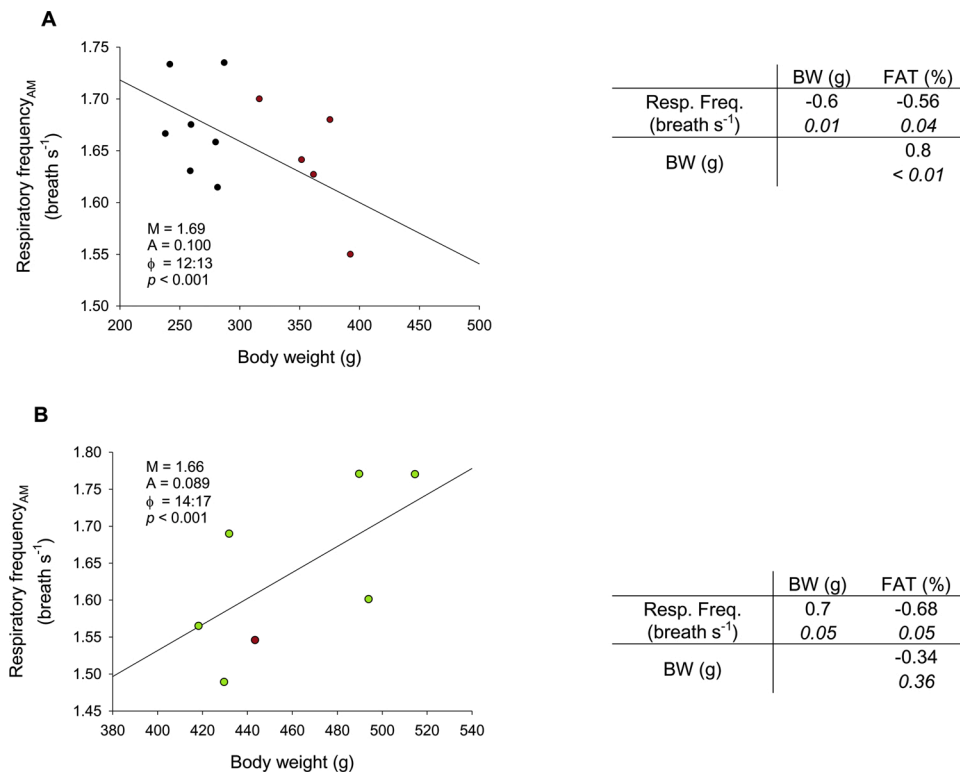 A
1.75
1.70
1.65
1.60
1.55
1.50
Respiratory frequency_AM
(breath s⁻¹)
M = 1.69
A = 0.100
ϕ = 12:13
p < 0.001
200 250 300 350 400 450 500
Body weight (g)
BW (g) FAT (%)
Resp. Freq. -0.6 -0.56
(breath s⁻¹) 0.01 0.04
BW (g) 0.8
< 0.01
B
1.80
1.75
1.70
1.65
1.60
1.55
1.50
1.45
Respiratory frequency_AM
(breath s⁻¹)
M = 1.66
A = 0.089
ϕ = 14:17
p < 0.001
380 400 420 440 460 480 500 520 540
Body weight (g)
BW (g) FAT (%)
Resp. Freq. 0.7 -0.68
(breath s⁻¹) 0.05 0.05
BW (g) -0.34
0.36